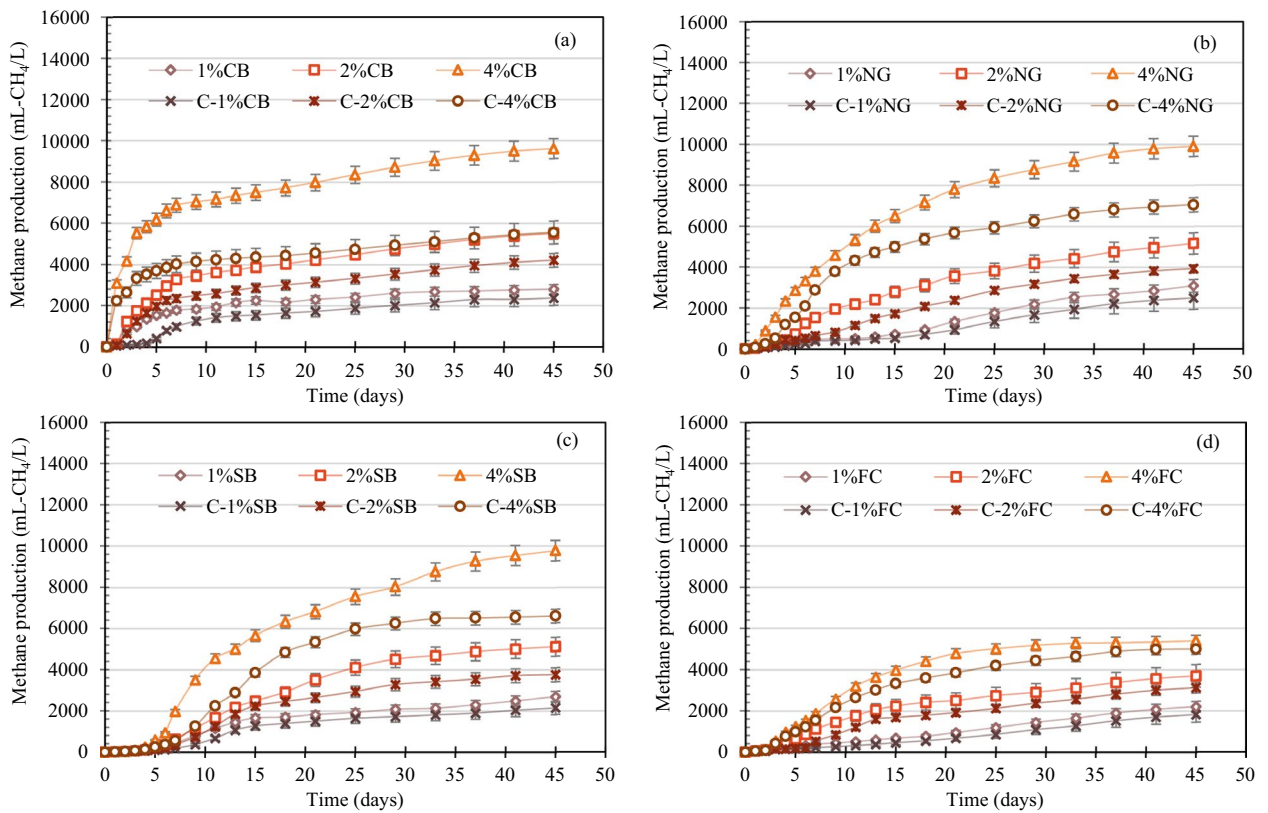 16000
14000
12000
10000
8000
6000
4000
2000
0
Methane production (mL-CH₄/L)
(a)
1%CB 2%CB 4%CB
C-1%CB C-2%CB C-4%CB
0 5 10 15 20 25 30 35 40 45 50
Time (days)
16000
14000
12000
10000
8000
6000
4000
2000
0
Methane production (mL-CH₄/L)
(b)
1%NG 2%NG 4%NG
C-1%NG C-2%NG C-4%NG
0 5 10 15 20 25 30 35 40 45 50
Time (days)
16000
14000
12000
10000
8000
6000
4000
2000
0
Methane production (mL-CH₄/L)
(c)
1%SB 2%SB 4%SB
C-1%SB C-2%SB C-4%SB
0 5 10 15 20 25 30 35 40 45 50
Time (days)
16000
14000
12000
10000
8000
6000
4000
2000
0
Methane production (mL-CH₄/L)
(d)
1%FC 2%FC 4%FC
C-1%FC C-2%FC C-4%FC
0 5 10 15 20 25 30 35 40 45 50
Time (days)